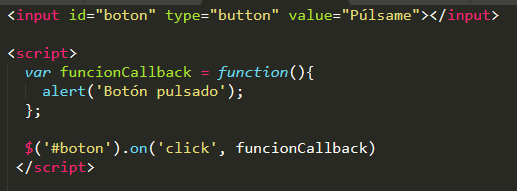 <input id="boton" type="button" value="Púlsame"></input>
<script>
var funcionCallback = function(){
alert('Botón pulsado');
};
$('#boton').on('click', funcionCallback)
</script>